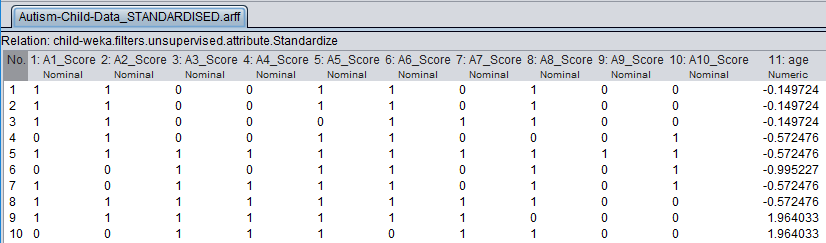 Autism-Child-Data_STANDARDISED.arff
Relation: child-weka.filters.unsupervised.attribute.Standardize
No. 1: A1_Score 2: A2_Score 3: A3_Score 4: A4_Score 5: A5_Score 6: A6_Score 7: A7_Score 8: A8_Score 9: A9_Score 10: A10_Score 11: age
Nominal Nominal Nominal Nominal Nominal Nominal Nominal Nominal Nominal Nominal Numeric
1 1 1 0 0 1 1 0 1 0 0 -0.149724
2 1 1 0 0 1 1 0 1 0 0 -0.149724
3 1 1 0 0 0 1 1 1 0 0 -0.149724
4 0 1 0 0 1 1 0 0 0 1 -0.572476
5 1 1 1 1 1 1 1 1 1 1 -0.572476
6 0 0 1 0 1 1 0 1 0 1 -0.995227
7 1 0 1 1 1 1 0 1 0 1 -0.572476
8 1 1 1 1 1 1 1 1 0 0 -0.572476
9 1 1 1 1 1 1 1 0 0 0 1.964033
10 0 0 1 1 1 0 1 1 0 0 1.964033